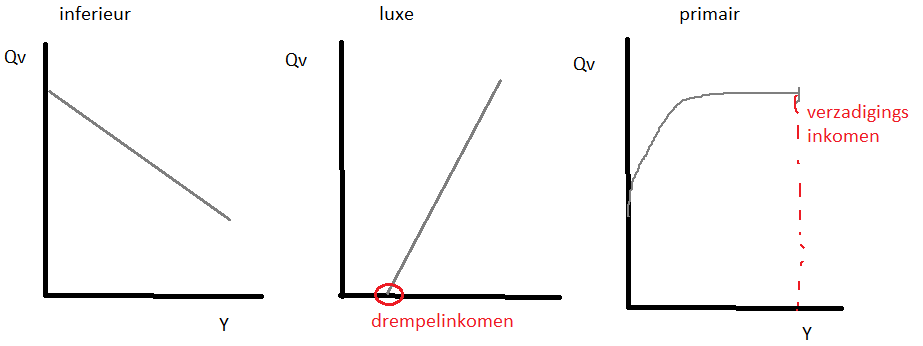 inferieur
luxe
primair
Qv
Qv
Qv
verzadigings
inkomen
drempelinkomen
Y
Y